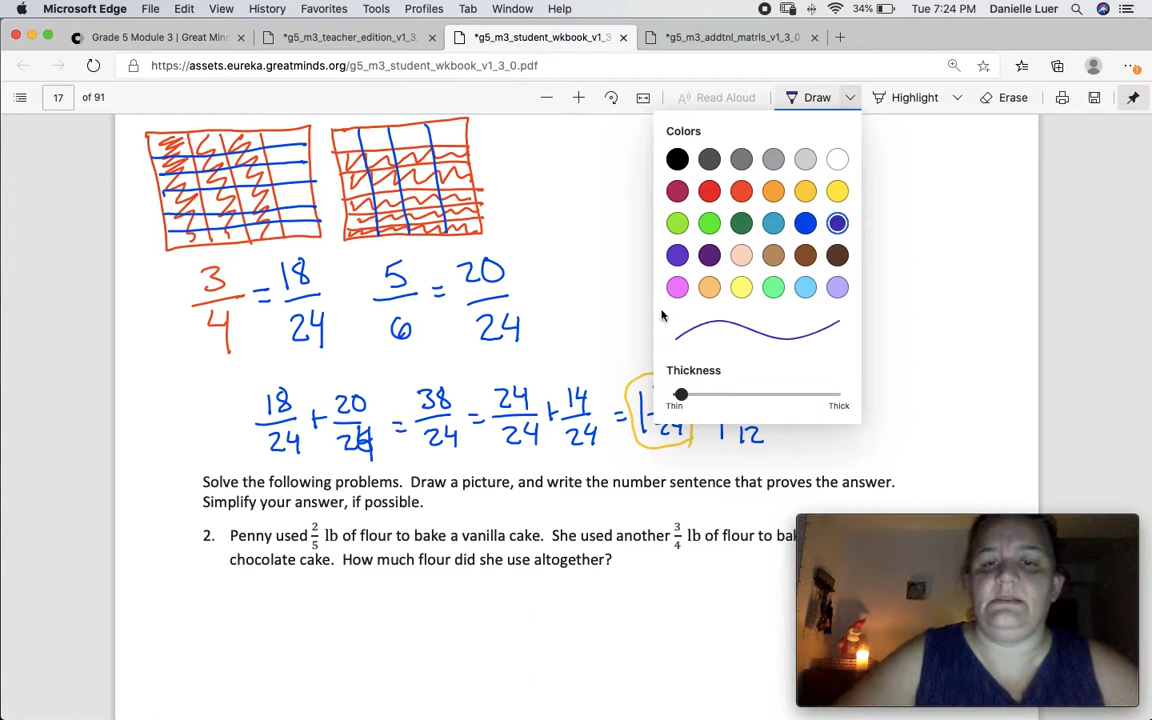 Microsoft Edge File Edit View History Favorites Tools Profiles Tab Window Help 34% Tue 7:24 PM Danielle Luer
Grade 5 Module 3 | Great Min *g5_m3_teacher_edition_v1_3_ *g5_m3_student_wkbook_v1_3 *g5_m3_addtnl_matrls_v1_3_0
https://assets.eureka.greatminds.org/g5_m3_student_wkbook_v1_3_0.pdf
17 of 91 Read Aloud Draw Highlight Erase
Colors
Thickness
Thin Thick
3/4 = 18/24 5/6 = 20/24
18/24 + 20/24 = 38/24 = 24/24 + 14/24 = 1 /24 1 /12
Solve the following problems. Draw a picture, and write the number sentence that proves the answer.
Simplify your answer, if possible.
2. Penny used 2/5 lb of flour to bake a vanilla cake. She used another 3/4 lb of flour to ba
chocolate cake. How much flour did she use altogether?